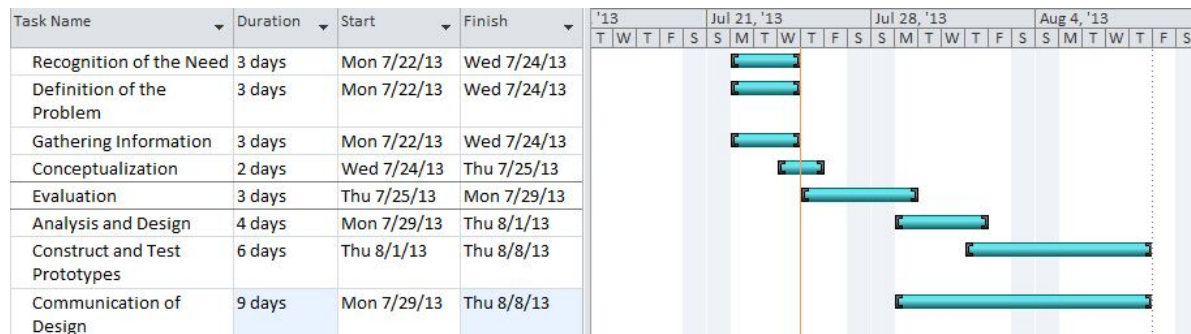 Task Name Duration Start Finish '13 Jul 21, '13 Jul 28, '13 Aug 4, '13
T W T F S S M T W T F S S M T W T F S S M T W T F S
Recognition of the Need 3 days Mon 7/22/13 Wed 7/24/13
Definition of the 3 days Mon 7/22/13 Wed 7/24/13
Problem
Gathering Information 3 days Mon 7/22/13 Wed 7/24/13
Conceptualization 2 days Wed 7/24/13 Thu 7/25/13
Evaluation 3 days Thu 7/25/13 Mon 7/29/13
Analysis and Design 4 days Mon 7/29/13 Thu 8/1/13
Construct and Test 6 days Thu 8/1/13 Thu 8/8/13
Prototypes
Communication of 9 days Mon 7/29/13 Thu 8/8/13
Design